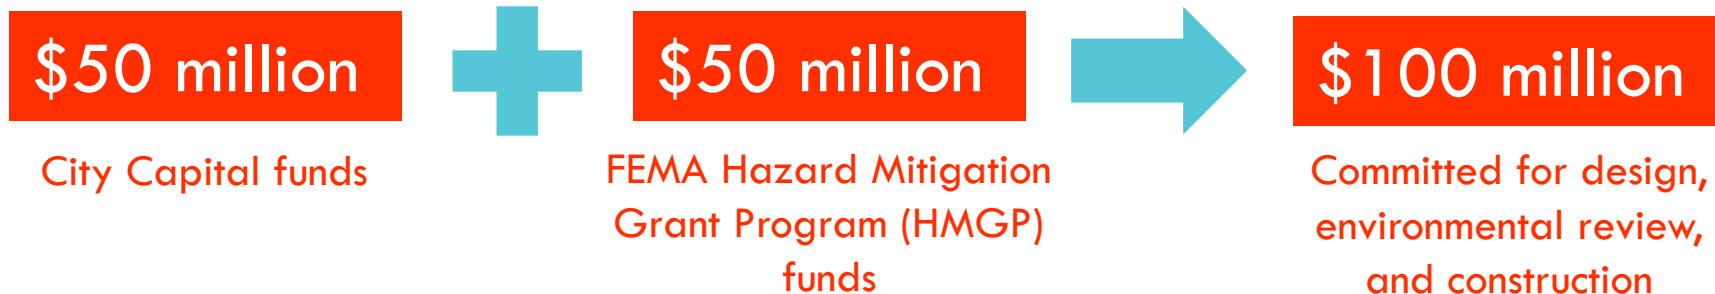 $50 million
City Capital funds
$50 million
FEMA Hazard Mitigation
Grant Program (HMGP)
funds
$100 million
Committed for design,
environmental review,
and construction